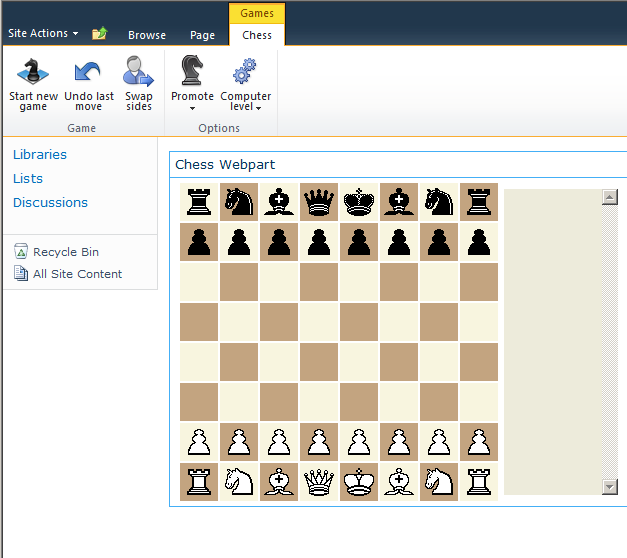 Games
Site Actions
Browse
Page
Chess
Start new game
Undo last move
Swap sides
Promote
Computer level
Game
Options
Libraries
Lists
Discussions
Recycle Bin
All Site Content
Chess Webpart